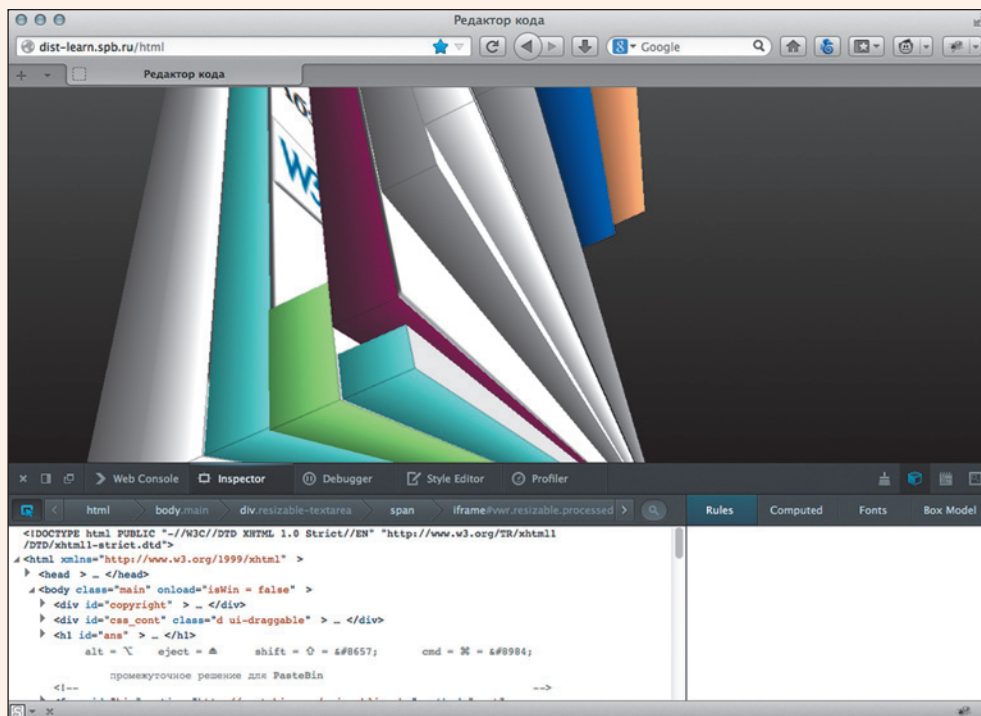 Редактор кода
dist-learn.spb.ru/html
Google
Редактор кода
W3
Web Console
Inspector
Debugger
Style Editor
Profiler
html
body.main
div.resizable-textarea
span
iframe#vwr.resizable.processed
Rules
Computed
Fonts
Box Model
<!DOCTYPE html PUBLIC "-//W3C//DTD XHTML 1.0 Strict//EN" "http://www.w3.org/TR/xhtml1
/DTD/xhtml1-strict.dtd">
<html xmlns="http://www.w3.org/1999/xhtml" >
<head > … </head>
<body class="main" onload="isWin = false" >
<div id="copyright" > … </div>
<div id="css_cont" class="d ui-draggable" > … </div>
<h1 id="ans" > … </h1>
alt = ⌥ eject = ⏏ shift = ⇧ = &#8657; cmd = ⌘ = &#8984;
промежуточное решение для PasteBin
<!-- -->